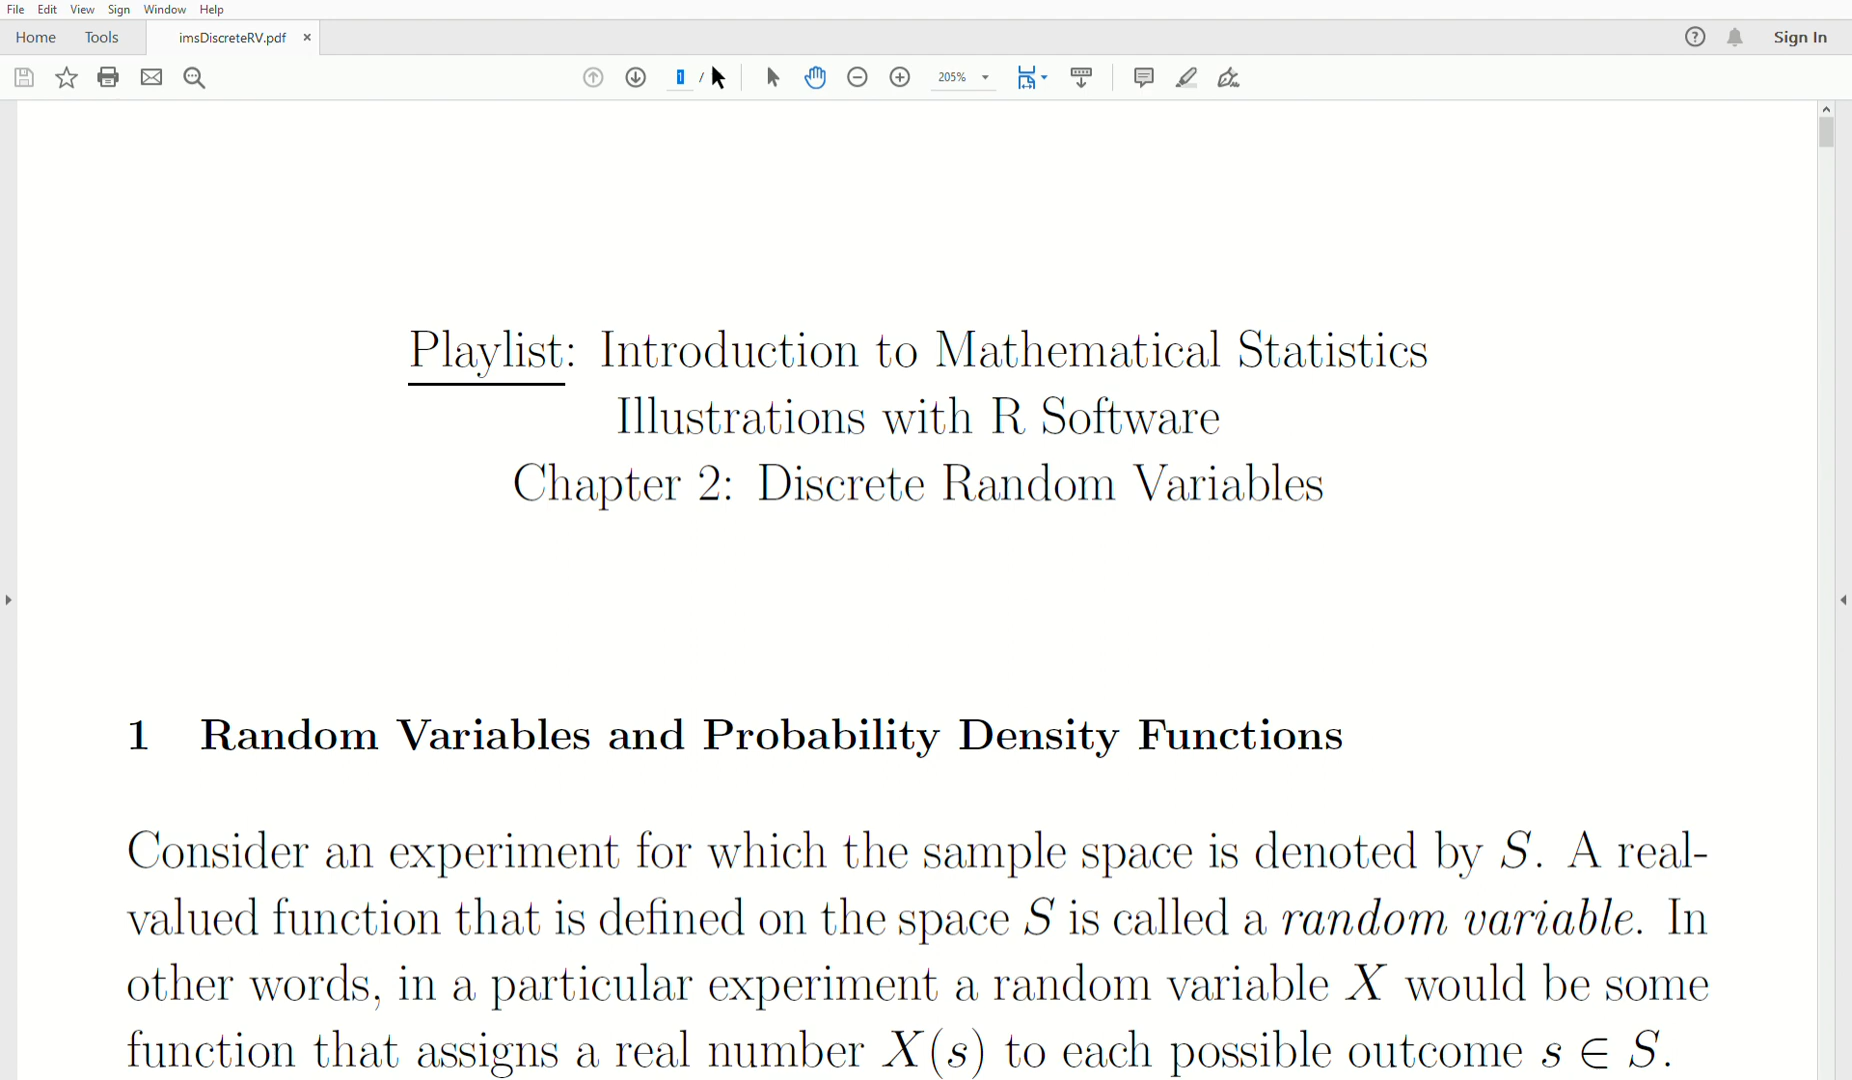 File Edit View Sign Window Help
Home Tools imsDiscreteRV.pdf × Sign In
1 / 205%
Playlist: Introduction to Mathematical Statistics
Illustrations with R Software
Chapter 2: Discrete Random Variables
1 Random Variables and Probability Density Functions
Consider an experiment for which the sample space is denoted by S. A real-
valued function that is defined on the space S is called a random variable. In
other words, in a particular experiment a random variable X would be some
function that assigns a real number X(s) to each possible outcome s ∈ S.